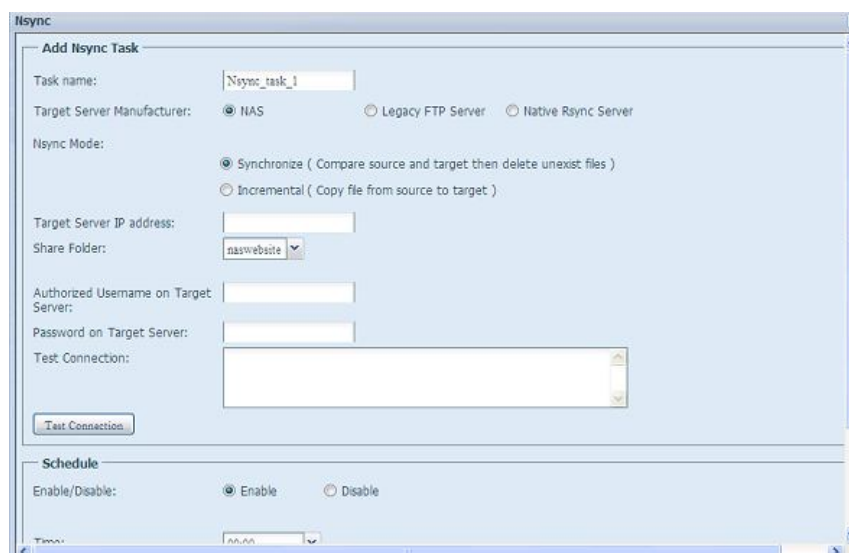 Nsync
Add Nsync Task
Task name: Nsync_task_1
Target Server Manufacturer: NAS Legacy FTP Server Native Rsync Server
Nsync Mode:
Synchronize ( Compare source and target then delete unexist files )
Incremental ( Copy file from source to target )
Target Server IP address:
Share Folder: naswebsite
Authorized Username on Target
Server:
Password on Target Server:
Test Connection:
Test Connection
Schedule
Enable/Disable: Enable Disable
Time: 00:00